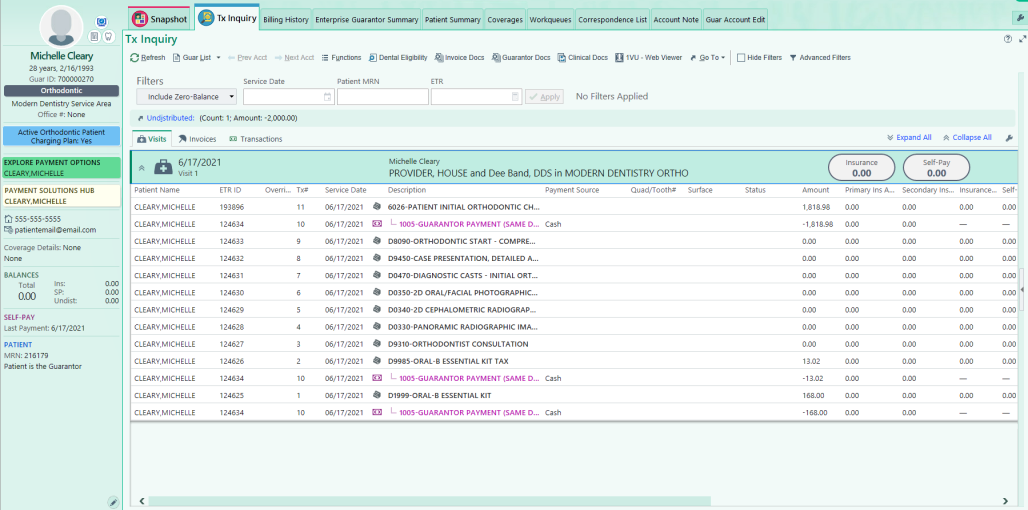 Snapshot
Tx Inquiry
Billing History
Enterprise Guarantor Summary
Patient Summary
Coverages
Workqueues
Correspondence List
Account Note
Guar Account Edit
Michelle Cleary
28 years, 2/16/1993
Guar ID: 700000270
Orthodontic
Modern Dentistry Service Area
Office #: None
Active Orthodontic Patient
Charging Plan: Yes
EXPLORE PAYMENT OPTIONS
CLEARY,MICHELLE
PAYMENT SOLUTIONS HUB
CLEARY,MICHELLE
555-555-5555
patientemail@email.com
Coverage Details: None
None
BALANCES
Total
0.00
Ins: 0.00
SP: 0.00
Undist: 0.00
SELF-PAY
Last Payment: 6/17/2021
PATIENT
MRN: 216179
Patient is the Guarantor
Tx Inquiry
Refresh
Guar List
Prev Acct
Next Acct
Functions
Dental Eligibility
Invoice Docs
Guarantor Docs
Clinical Docs
1VU - Web Viewer
Go To
Hide Filters
Advanced Filters
Filters
Include Zero-Balance
Service Date
Patient MRN
ETR
Apply
No Filters Applied
Undistributed: (Count: 1; Amount: -2,000.00)
Visits
Invoices
Transactions
Expand All
Collapse All
6/17/2021
Visit 1
Michelle Cleary
PROVIDER, HOUSE and Dee Band, DDS in MODERN DENTISTRY ORTHO
Insurance
0.00
Self-Pay
0.00
Patient Name ETR ID Overri... Tx# Service Date Description Payment Source Quad/Tooth# Surface Status Amount Primary Ins A... Secondary Ins... Insurance... Self-
CLEARY,MICHELLE 193896 11 06/17/2021 6026-PATIENT INITIAL ORTHODONTIC CH... 1,818.98 0.00 0.00 0.00 0.00
CLEARY,MICHELLE 124634 10 06/17/2021 1005-GUARANTOR PAYMENT (SAME D... Cash -1,818.98 0.00 0.00 — —
CLEARY,MICHELLE 124633 9 06/17/2021 D8090-ORTHODONTIC START - COMPRE... 0.00 0.00 0.00 0.00 0.00
CLEARY,MICHELLE 124632 8 06/17/2021 D9450-CASE PRESENTATION, DETAILED A... 0.00 0.00 0.00 0.00 0.00
CLEARY,MICHELLE 124631 7 06/17/2021 D0470-DIAGNOSTIC CASTS - INITIAL ORT... 0.00 0.00 0.00 0.00 0.00
CLEARY,MICHELLE 124630 6 06/17/2021 D0350-2D ORAL/FACIAL PHOTOGRAPHIC... 0.00 0.00 0.00 0.00 0.00
CLEARY,MICHELLE 124629 5 06/17/2021 D0340-2D CEPHALOMETRIC RADIOGRAP... 0.00 0.00 0.00 0.00 0.00
CLEARY,MICHELLE 124628 4 06/17/2021 D0330-PANORAMIC RADIOGRAPHIC IMA... 0.00 0.00 0.00 0.00 0.00
CLEARY,MICHELLE 124627 3 06/17/2021 D9310-ORTHODONTIST CONSULTATION 0.00 0.00 0.00 0.00 0.00
CLEARY,MICHELLE 124626 2 06/17/2021 D9985-ORAL-B ESSENTIAL KIT TAX 13.02 0.00 0.00 0.00 0.00
CLEARY,MICHELLE 124634 10 06/17/2021 1005-GUARANTOR PAYMENT (SAME D... Cash -13.02 0.00 0.00 — —
CLEARY,MICHELLE 124625 1 06/17/2021 D1999-ORAL-B ESSENTIAL KIT 168.00 0.00 0.00 0.00 0.00
CLEARY,MICHELLE 124634 10 06/17/2021 1005-GUARANTOR PAYMENT (SAME D... Cash -168.00 0.00 0.00 — —